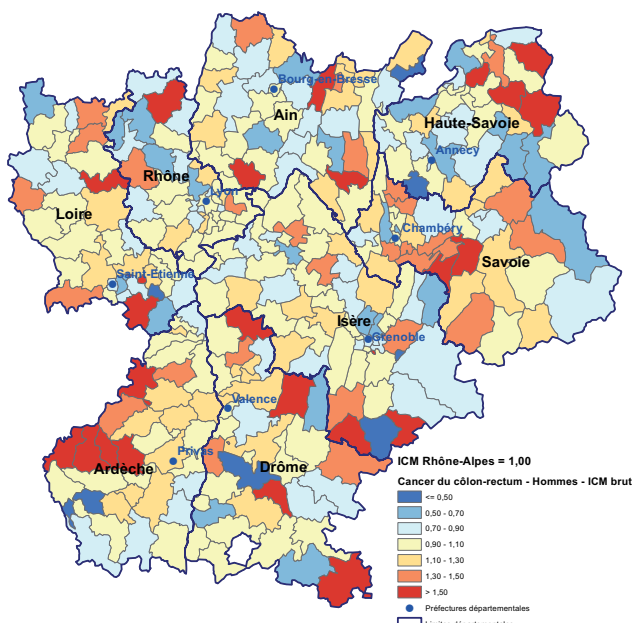 Bourg-en-Bresse
Ain
Haute-Savoie
Annecy
Rhône
Lyon
Loire
Chambéry
Savoie
Saint-Etienne
Isère
Grenoble
Valence
Privas
Ardèche
Drôme
ICM Rhône-Alpes = 1,00
Cancer du côlon-rectum - Hommes - ICM brut
<= 0,50
0,50 - 0,70
0,70 - 0,90
0,90 - 1,10
1,10 - 1,30
1,30 - 1,50
> 1,50
Préfectures départementales